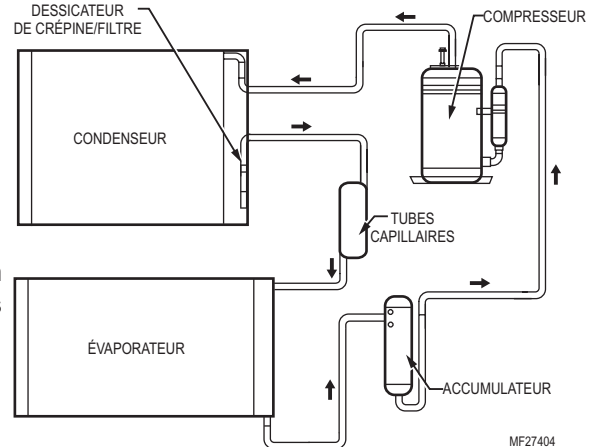 DESSICATEUR
DE CRÉPINE/FILTRE
COMPRESSEUR
CONDENSEUR
TUBES
CAPILLAIRES
ÉVAPORATEUR
ACCUMULATEUR
MF27404